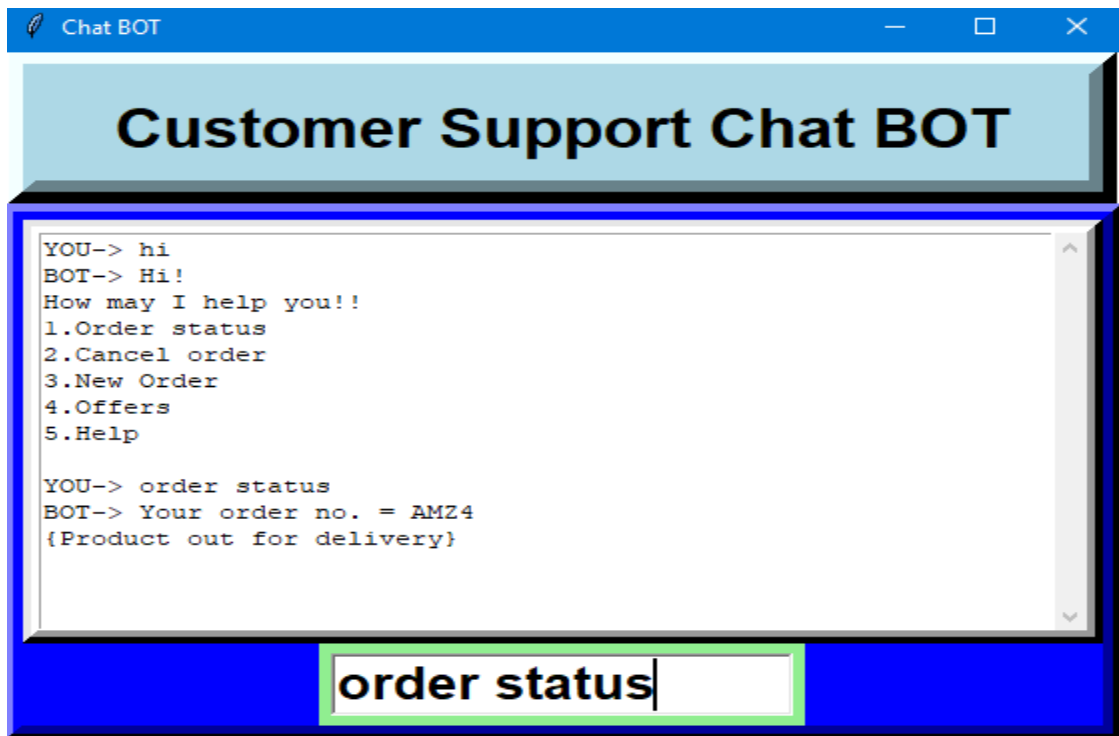 Chat BOT
Customer Support Chat BOT
YOU-> hi
BOT-> Hi!
How may I help you!!
1.Order status
2.Cancel order
3.New Order
4.Offers
5.Help
YOU-> order status
BOT-> Your order no. = AMZ4
{Product out for delivery}
order status